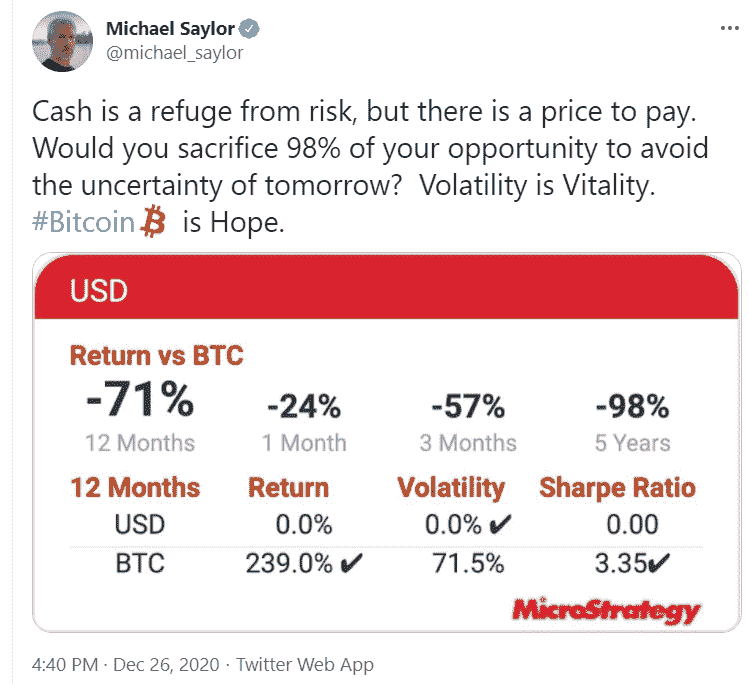 Michael Saylor
@michael_saylor
Cash is a refuge from risk, but there is a price to pay.
Would you sacrifice 98% of your opportunity to avoid
the uncertainty of tomorrow?  Volatility is Vitality.
#Bitcoin is Hope.
USD
Return vs BTC
-71% -24% -57% -98%
12 Months 1 Month 3 Months 5 Years
12 Months Return Volatility Sharpe Ratio
USD 0.0% 0.0% ✔ 0.00
BTC 239.0% ✔ 71.5% 3.35✔
MicroStrategy
4:40 PM · Dec 26, 2020 · Twitter Web App